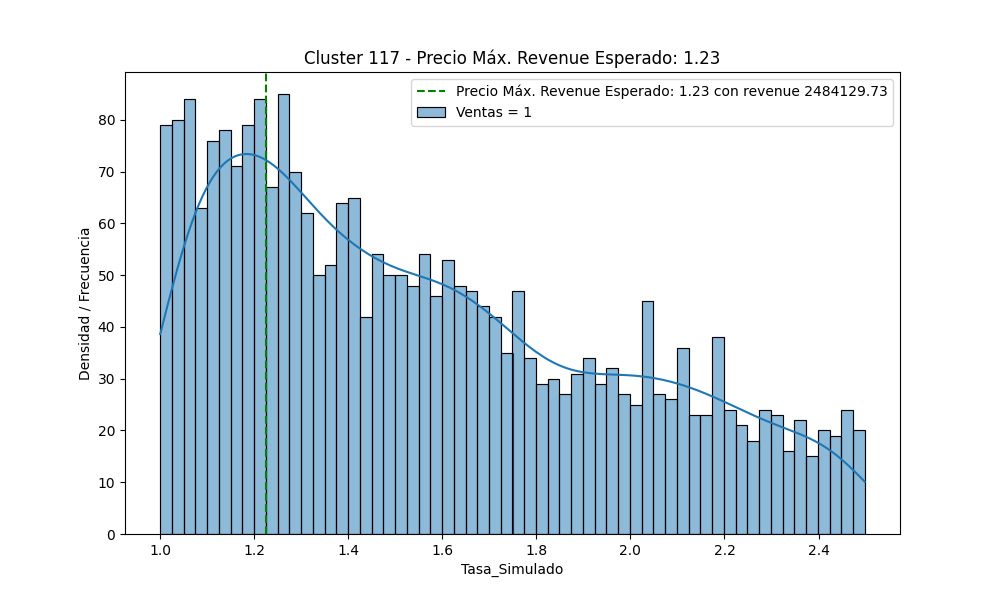 Cluster 117 - Precio Máx. Revenue Esperado: 1.23
Precio Máx. Revenue Esperado: 1.23 con revenue 2484129.73
Ventas = 1
Densidad / Frecuencia
80
70
60
50
40
30
20
10
0
1.0 1.2 1.4 1.6 1.8 2.0 2.2 2.4
Tasa_Simulado